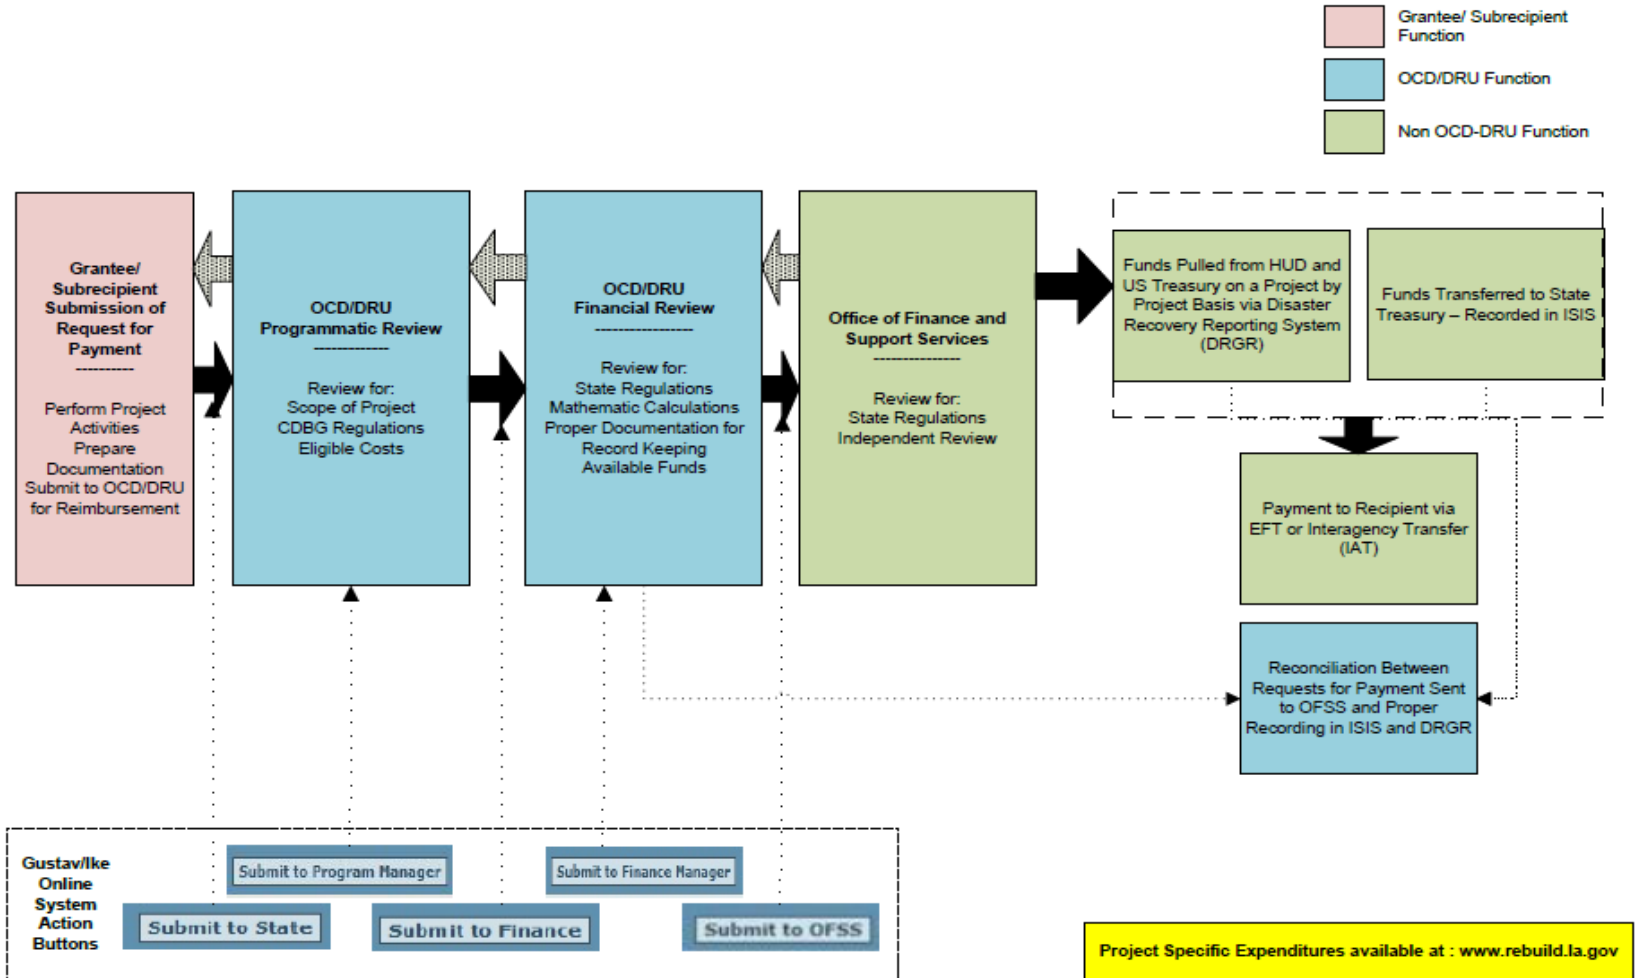 Grantee/ Subrecipient
Function
OCD/DRU Function
Non OCD-DRU Function
Grantee/
Subrecipient
Submission of
Request for
Payment
----------
Perform Project
Activities
Prepare
Documentation
Submit to OCD/DRU
for Reimbursement
OCD/DRU
Programmatic Review
-------------
Review for:
Scope of Project
CDBG Regulations
Eligible Costs
OCD/DRU
Financial Review
-----------------
Review for:
State Regulations
Mathematic Calculations
Proper Documentation for
Record Keeping
Available Funds
Office of Finance and
Support Services
---------------
Review for:
State Regulations
Independent Review
Funds Pulled from HUD and
US Treasury on a Project by
Project Basis via Disaster
Recovery Reporting System
(DRGR)
Funds Transferred to State
Treasury – Recorded in ISIS
Payment to Recipient via
EFT or Interagency Transfer
(IAT)
Reconciliation Between
Requests for Payment Sent
to OFSS and Proper
Recording in ISIS and DRGR
Gustav/Ike
Online
System
Action
Buttons
Submit to Program Manager
Submit to Finance Manager
Submit to State
Submit to Finance
Submit to OFSS
Project Specific Expenditures available at : www.rebuild.la.gov